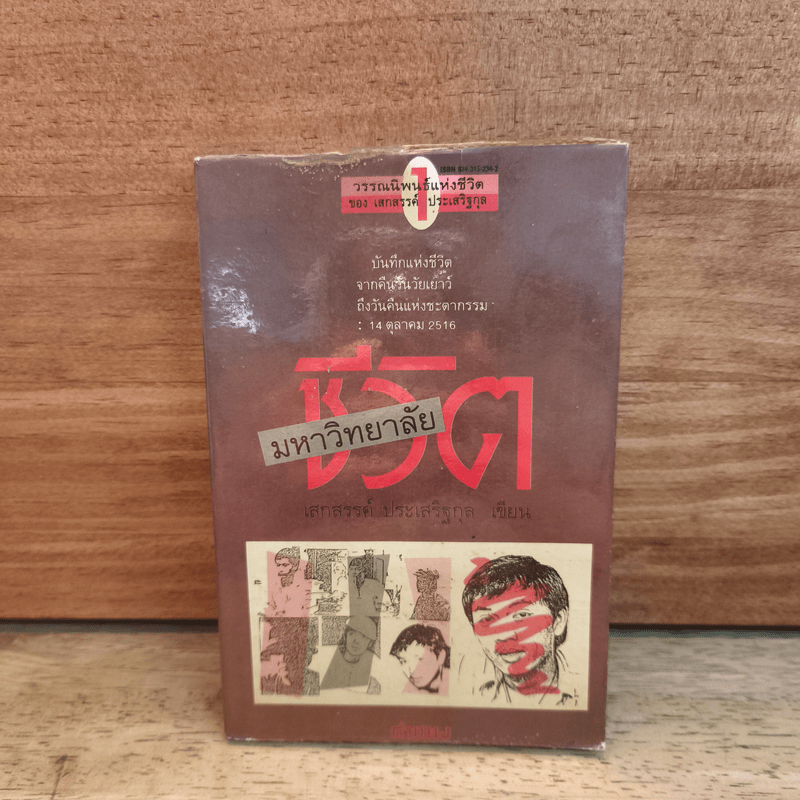 1
วรรณนิพนธ์แห่งชีวิต
ของ เสกสรรค์ ประเสริฐกุล
บันทึกแห่งชีวิต
จากคืนวันวัยเยาว์
ถึงวันคืนแห่งชะตากรรม
: 14 ตุลาคม 2516
ชีวิต
มหาวิทยาลัย
เสกสรรค์ ประเสริฐกุล เขียน